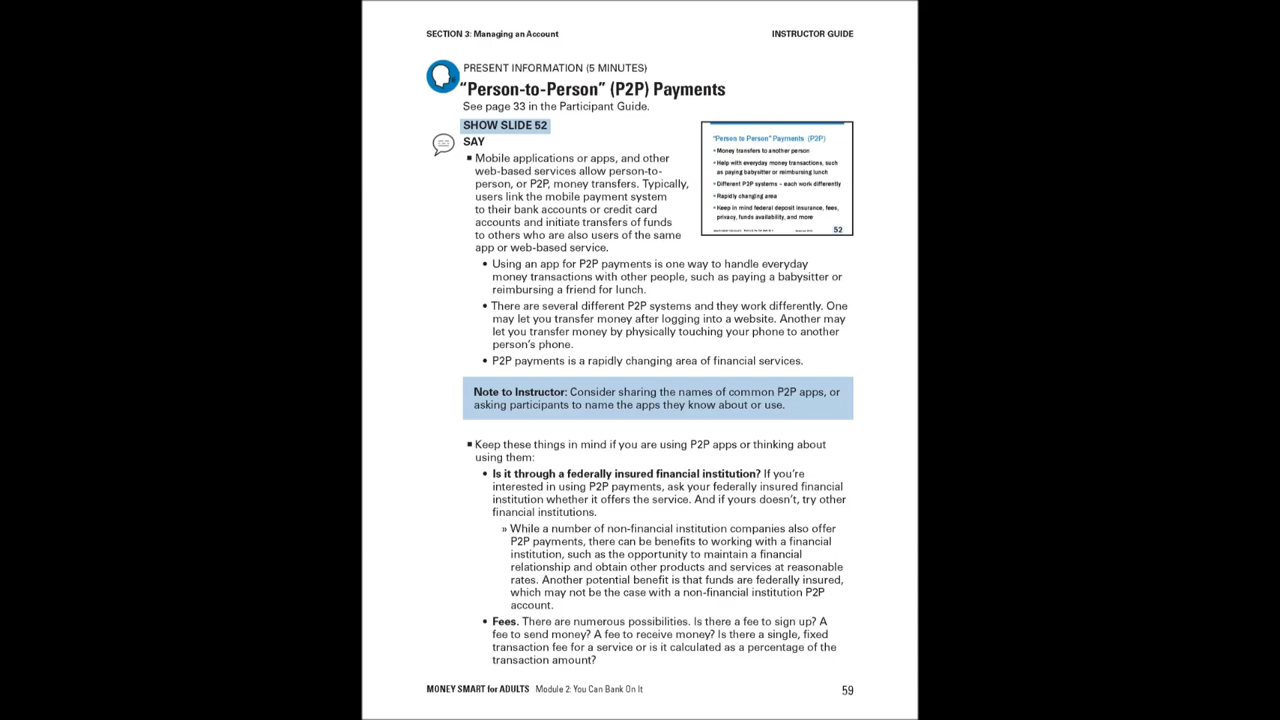 SECTION 3: Managing an Account
INSTRUCTOR GUIDE
PRESENT INFORMATION (5 MINUTES)
“Person-to-Person” (P2P) Payments
See page 33 in the Participant Guide.
SHOW SLIDE 52
SAY
▪ Mobile applications or apps, and other
web-based services allow person-to-
person, or P2P, money transfers. Typically,
users link the mobile payment system
to their bank accounts or credit card
accounts and initiate transfers of funds
to others who are also users of the same
app or web-based service.
“Person to Person” Payments (P2P)
• Money transfers to another person
• Help with everyday money transactions, such
as paying babysitter or reimbursing lunch
• Different P2P systems – each work differently
• Rapidly changing area
• Keep in mind federal deposit insurance, fees,
privacy, funds availability, and more
52
• Using an app for P2P payments is one way to handle everyday
money transactions with other people, such as paying a babysitter or
reimbursing a friend for lunch.
• There are several different P2P systems and they work differently. One
may let you transfer money after logging into a website. Another may
let you transfer money by physically touching your phone to another
person’s phone.
• P2P payments is a rapidly changing area of financial services.
Note to Instructor: Consider sharing the names of common P2P apps, or
asking participants to name the apps they know about or use.
▪ Keep these things in mind if you are using P2P apps or thinking about
using them:
• Is it through a federally insured financial institution? If you’re
interested in using P2P payments, ask your federally insured financial
institution whether it offers the service. And if yours doesn’t, try other
financial institutions.
» While a number of non-financial institution companies also offer
P2P payments, there can be benefits to working with a financial
institution, such as the opportunity to maintain a financial
relationship and obtain other products and services at reasonable
rates. Another potential benefit is that funds are federally insured,
which may not be the case with a non-financial institution P2P
account.
• Fees. There are numerous possibilities. Is there a fee to sign up? A
fee to send money? A fee to receive money? Is there a single, fixed
transaction fee for a service or is it calculated as a percentage of the
transaction amount?
MONEY SMART for ADULTS Module 2: You Can Bank On It
59